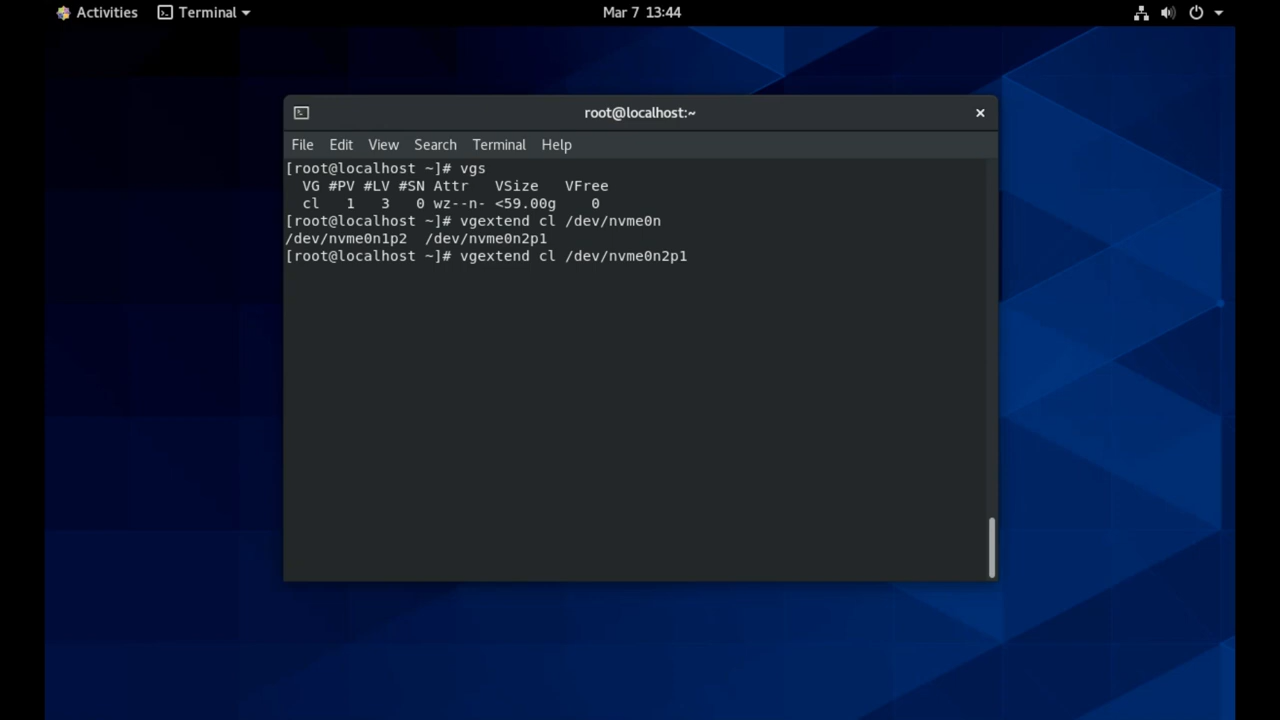 Activities Terminal Mar 7 13:44
root@localhost:~
File Edit View Search Terminal Help
[root@localhost ~]# vgs
  VG #PV #LV #SN Attr   VSize   VFree
  cl   1   3   0 wz--n- <59.00g    0
[root@localhost ~]# vgextend cl /dev/nvme0n
/dev/nvme0n1p2  /dev/nvme0n2p1
[root@localhost ~]# vgextend cl /dev/nvme0n2p1